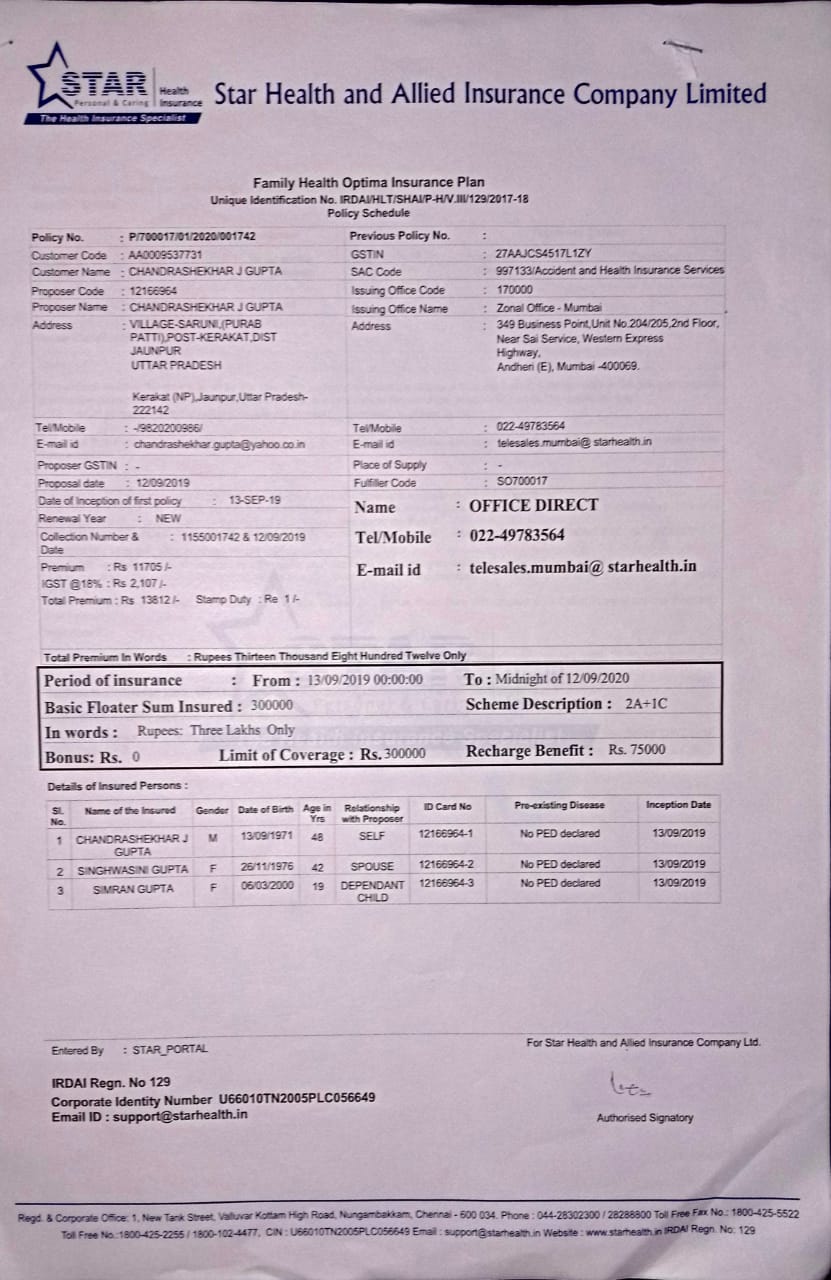 STAR Health Insurance
Personal & Caring
The Health Insurance Specialist
Star Health and Allied Insurance Company Limited
Family Health Optima Insurance Plan
Unique Identification No. IRDAI/HLT/SHAI/P-H/V.III/129/2017-18
Policy Schedule
Policy No. : P/700017/01/2020/001742 Previous Policy No. :
Customer Code : AA0009537731 GSTIN : 27AAJCS4517L1ZY
Customer Name : CHANDRASHEKHAR J GUPTA SAC Code : 997133/Accident and Health Insurance Services
Proposer Code : 12166964 Issuing Office Code : 170000
Proposer Name : CHANDRASHEKHAR J GUPTA Issuing Office Name : Zonal Office - Mumbai
Address : VILLAGE-SARUNI,(PURAB Address : 349 Business Point,Unit No.204/205,2nd Floor,
PATTI),POST-KERAKAT,DIST Near Sai Service, Western Express
JAUNPUR Highway,
UTTAR PRADESH Andheri (E), Mumbai -400069.
Kerakat (NP),Jaunpur,Uttar Pradesh-
222142
Tel/Mobile : -/9820200986/ Tel/Mobile : 022-49783564
E-mail id : chandrashekhar.gupta@yahoo.co.in E-mail id : telesales.mumbai@ starhealth.in
Proposer GSTIN : - Place of Supply : -
Proposal date : 12/09/2019 Fulfiller Code : SO700017
Date of Inception of first policy : 13-SEP-19 Name : OFFICE DIRECT
Renewal Year : NEW
Collection Number & : 1155001742 & 12/09/2019 Tel/Mobile : 022-49783564
Date
Premium : Rs 11705 /- E-mail id : telesales.mumbai@ starhealth.in
IGST @18% : Rs 2,107 /-
Total Premium : Rs 13812 /- Stamp Duty : Re 1 /-
Total Premium In Words : Rupees Thirteen Thousand Eight Hundred Twelve Only
Period of insurance : From : 13/09/2019 00:00:00 To : Midnight of 12/09/2020
Basic Floater Sum Insured : 300000 Scheme Description : 2A+1C
In words : Rupees: Three Lakhs Only
Bonus: Rs. 0 Limit of Coverage : Rs. 300000 Recharge Benefit : Rs. 75000
Details of Insured Persons :
Sl. No. Name of the Insured Gender Date of Birth Age in Yrs Relationship with Proposer ID Card No Pre-existing Disease Inception Date
1 CHANDRASHEKHAR J GUPTA M 13/09/1971 48 SELF 12166964-1 No PED declared 13/09/2019
2 SINGHWASINI GUPTA F 26/11/1976 42 SPOUSE 12166964-2 No PED declared 13/09/2019
3 SIMRAN GUPTA F 06/03/2000 19 DEPENDANT CHILD 12166964-3 No PED declared 13/09/2019
Entered By : STAR_PORTAL For Star Health and Allied Insurance Company Ltd.
IRDAI Regn. No 129
Corporate Identity Number U66010TN2005PLC056649
Email ID : support@starhealth.in Authorised Signatory
Regd. & Corporate Office: 1, New Tank Street, Valluvar Kottam High Road, Nungambakkam, Chennai - 600 034. Phone : 044-28302300 / 28288800 Toll Free Fax No.: 1800-425-5522
Toll Free No.:1800-425-2255 / 1800-102-4477, CIN : U66010TN2005PLC056649 Email : support@starhealth.in Website : www.starhealth.in IRDAI Regn. No: 129